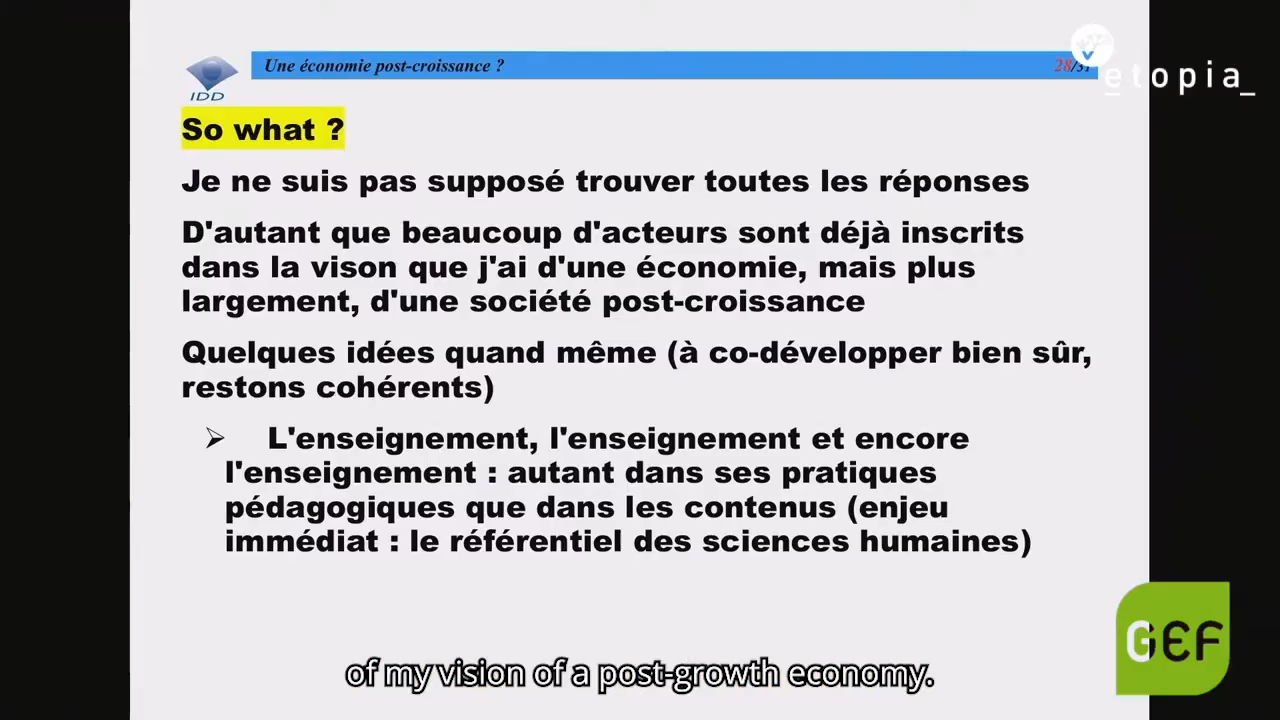 Une économie post-croissance ?
28/31
etopia_
IDD
So what ?
Je ne suis pas supposé trouver toutes les réponses
D'autant que beaucoup d'acteurs sont déjà inscrits
dans la vison que j'ai d'une économie, mais plus
largement, d'une société post-croissance
Quelques idées quand même (à co-développer bien sûr,
restons cohérents)
➢ L'enseignement, l'enseignement et encore
l'enseignement : autant dans ses pratiques
pédagogiques que dans les contenus (enjeu
immédiat : le référentiel des sciences humaines)
GEF
of my vision of a post-growth economy.